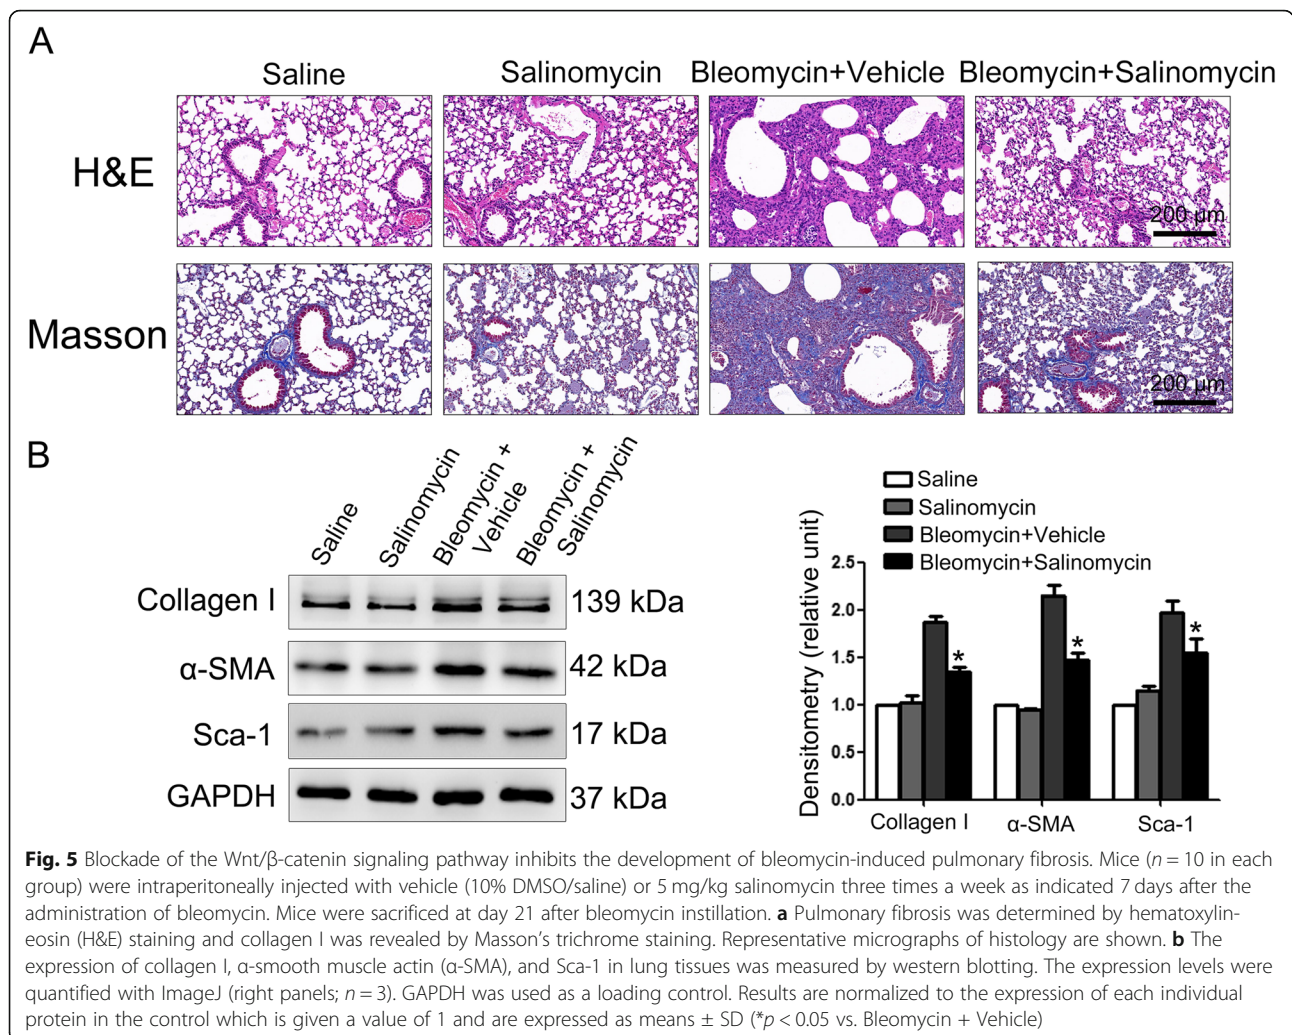 A
Saline
Salinomycin
Bleomycin+Vehicle
Bleomycin+Salinomycin
H&E
200 µm
Masson
200 µm
B
Saline
Salinomycin
Bleomycin +
Vehicle
Bleomycin +
Salinomycin
Collagen I
139 kDa
α-SMA
42 kDa
Sca-1
17 kDa
GAPDH
37 kDa
Saline
Salinomycin
Bleomycin+Vehicle
Bleomycin+Salinomycin
Densitometry (relative unit)
2.5
2.0
1.5
1.0
0.5
0.0
*
*
*
Collagen I
α-SMA
Sca-1
Fig. 5 Blockade of the Wnt/β-catenin signaling pathway inhibits the development of bleomycin-induced pulmonary fibrosis. Mice (n = 10 in each
group) were intraperitoneally injected with vehicle (10% DMSO/saline) or 5 mg/kg salinomycin three times a week as indicated 7 days after the
administration of bleomycin. Mice were sacrificed at day 21 after bleomycin instillation. a Pulmonary fibrosis was determined by hematoxylin-
eosin (H&E) staining and collagen I was revealed by Masson's trichrome staining. Representative micrographs of histology are shown. b The
expression of collagen I, α-smooth muscle actin (α-SMA), and Sca-1 in lung tissues was measured by western blotting. The expression levels were
quantified with ImageJ (right panels; n = 3). GAPDH was used as a loading control. Results are normalized to the expression of each individual
protein in the control which is given a value of 1 and are expressed as means ± SD (*p < 0.05 vs. Bleomycin + Vehicle)